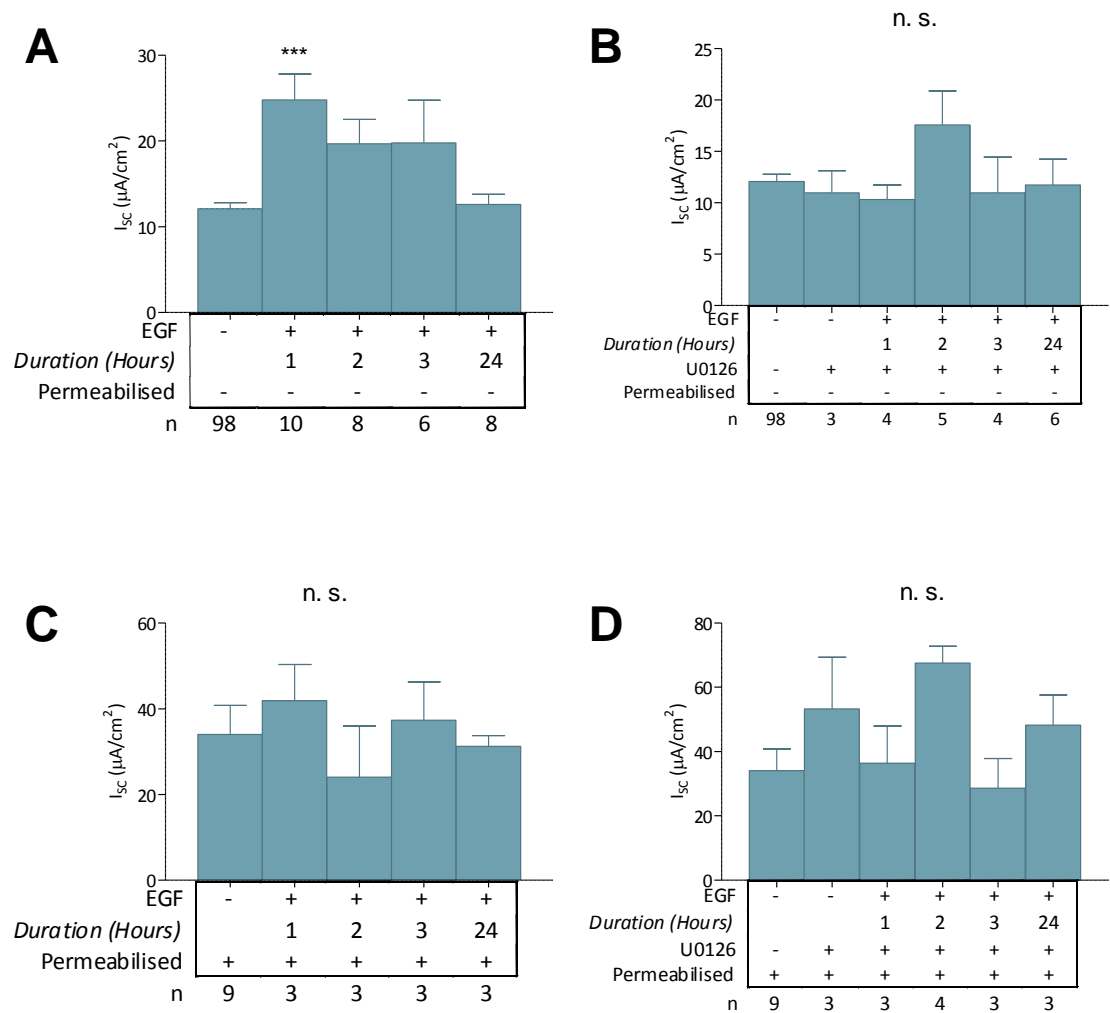 A
***
30
20
10
0
I_SC (µA/cm²)
EGF - + + + +
Duration (Hours) 1 2 3 24
Permeabilised - - - - -
n 98 10 8 6 8
B
n. s.
25
20
15
10
5
0
I_SC (µA/cm²)
EGF - - + + + +
Duration (Hours) 1 2 3 24
U0126 - + + + + +
Permeabilised - - - - - -
n 98 3 4 5 4 6
C
n. s.
60
40
20
0
I_SC (µA/cm²)
EGF - + + + +
Duration (Hours) 1 2 3 24
Permeabilised + + + + +
n 9 3 3 3 3
D
n. s.
80
60
40
20
0
I_SC (µA/cm²)
EGF - - + + + +
Duration (Hours) 1 2 3 24
U0126 - + + + + +
Permeabilised + + + + + +
n 9 3 3 4 3 3